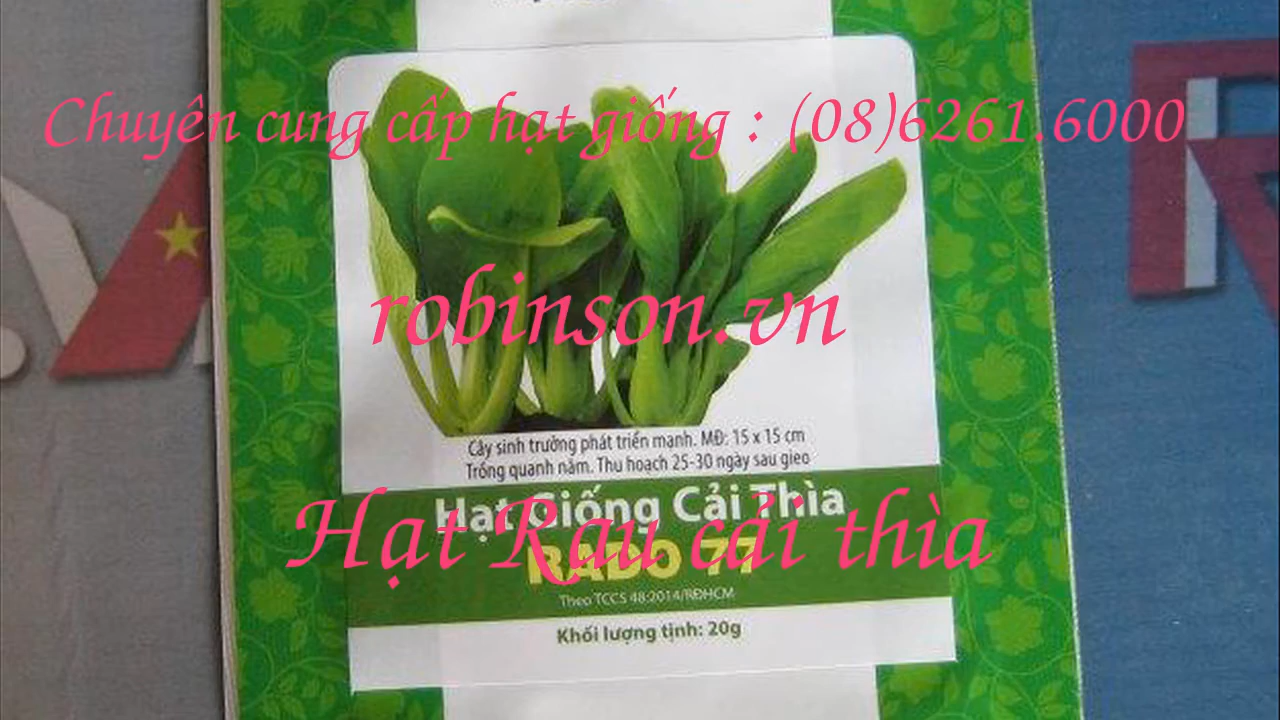 Chuyên cung cấp hạt giống : (08)6261.6000
robinson.vn
Cây sinh trưởng phát triển mạnh. MĐ: 15 x 15 cm
Trồng quanh năm. Thu hoạch 25-30 ngày sau gieo
Hạt Giống Cải Thìa
Hạt Rau cải thìa
RADO 77
Theo TCCS 48:2014/RĐHCM
Khối lượng tịnh: 20g